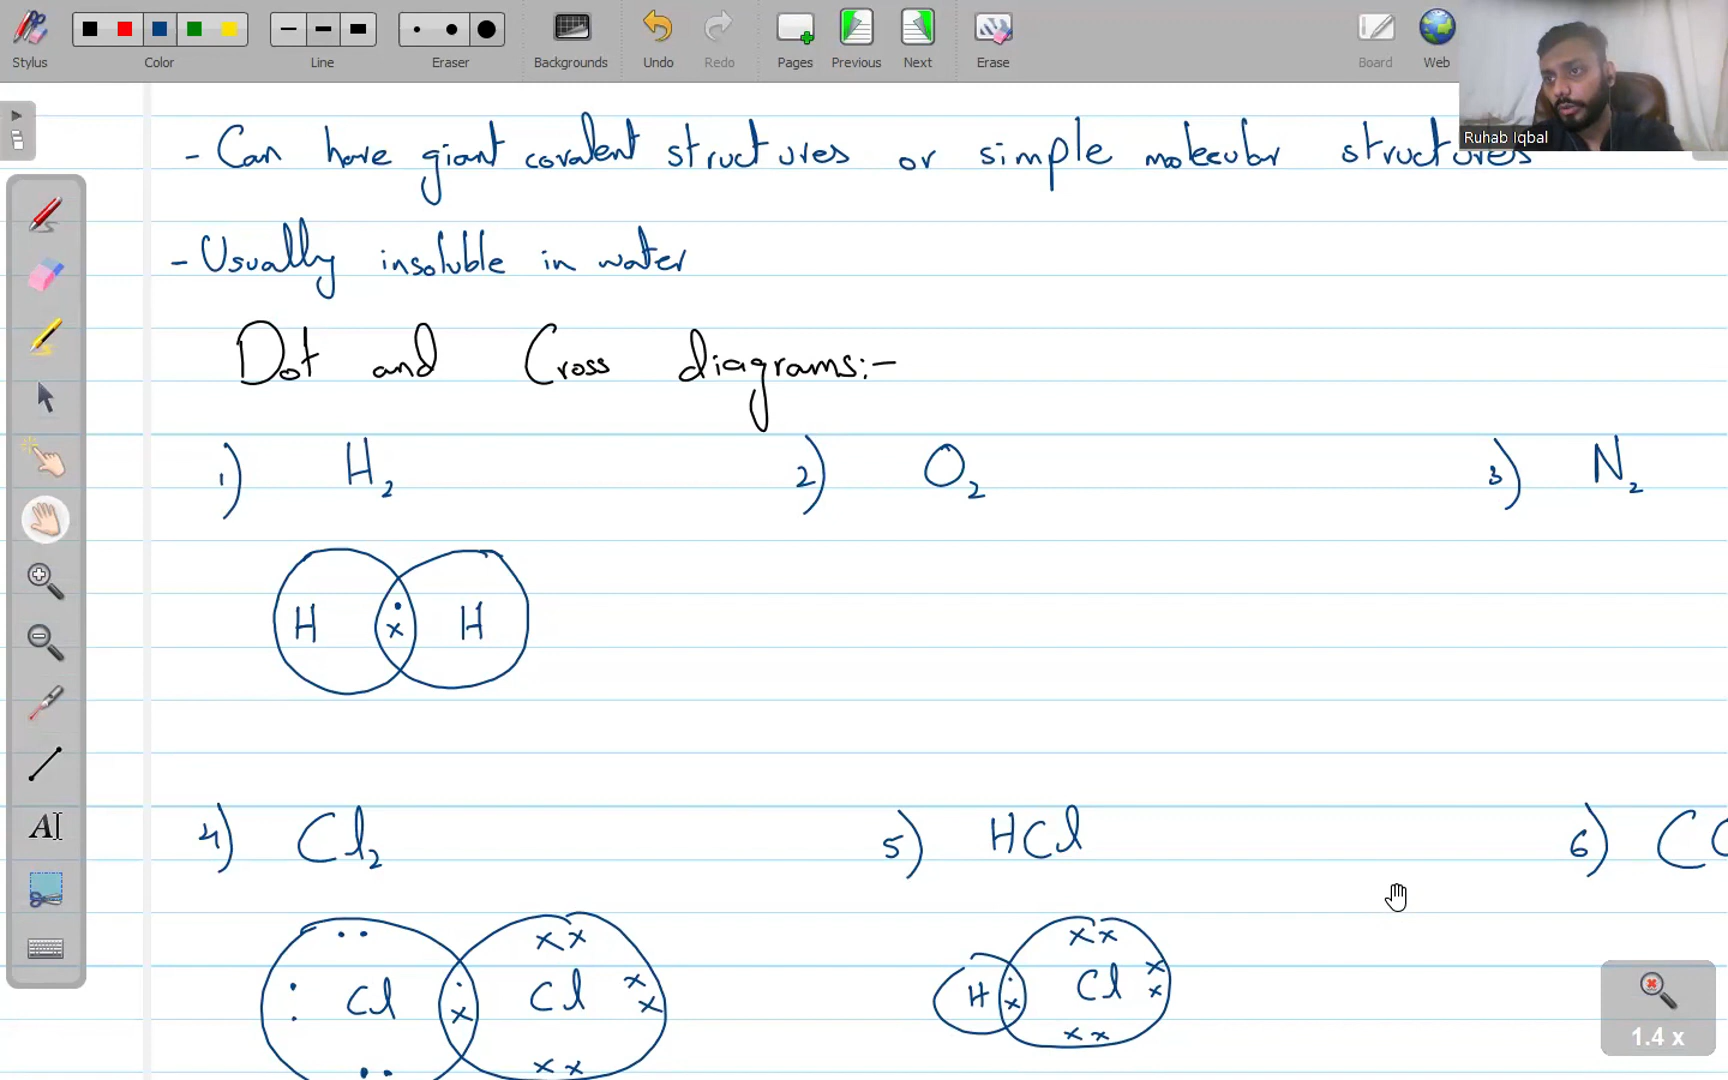 Stylus Color Line Eraser Backgrounds Undo Redo Pages Previous Next Erase Board Web
Ruhab Iqbal
- Can have giant covalent structures or simple molecular structures
- Usually insoluble in water
Dot and Cross diagrams:-
1) H2 2) O2 3) N2
H x H
4) Cl2 5) HCl 6) C
x x x x
Cl Cl x H Cl x
x x x x
x x x x
A
1.4 x